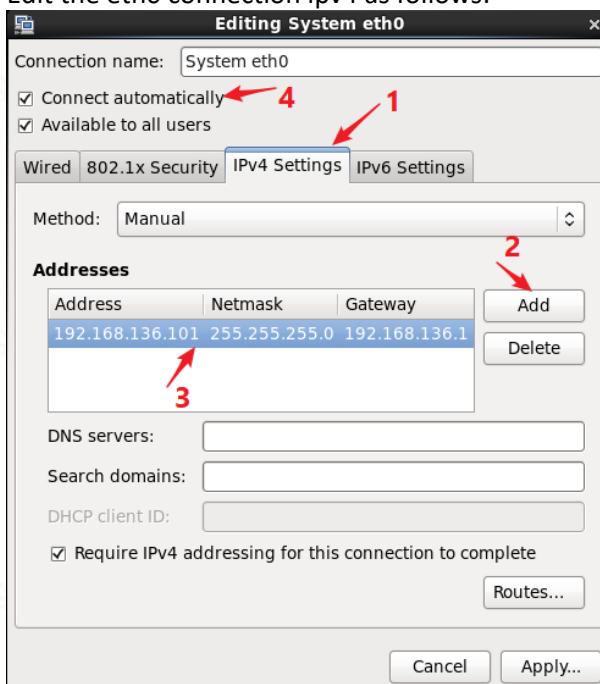 Edit the eth0 connection ipv4 as follows:
Editing System eth0 x
Connection name: System eth0
Connect automatically 4 1
Available to all users
Wired 802.1x Security IPv4 Settings IPv6 Settings
Method: Manual
2
Addresses
Address Netmask Gateway Add
192.168.136.101 255.255.255.0 192.168.136.1
Delete
3
DNS servers:
Search domains:
DHCP client ID:
Require IPv4 addressing for this connection to complete
Routes...
Cancel Apply...